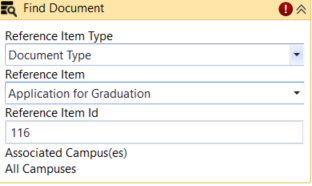 Find Document
Reference Item Type
Document Type
Reference Item
Application for Graduation
Reference Item Id
116
Associated Campus(es)
All Campuses